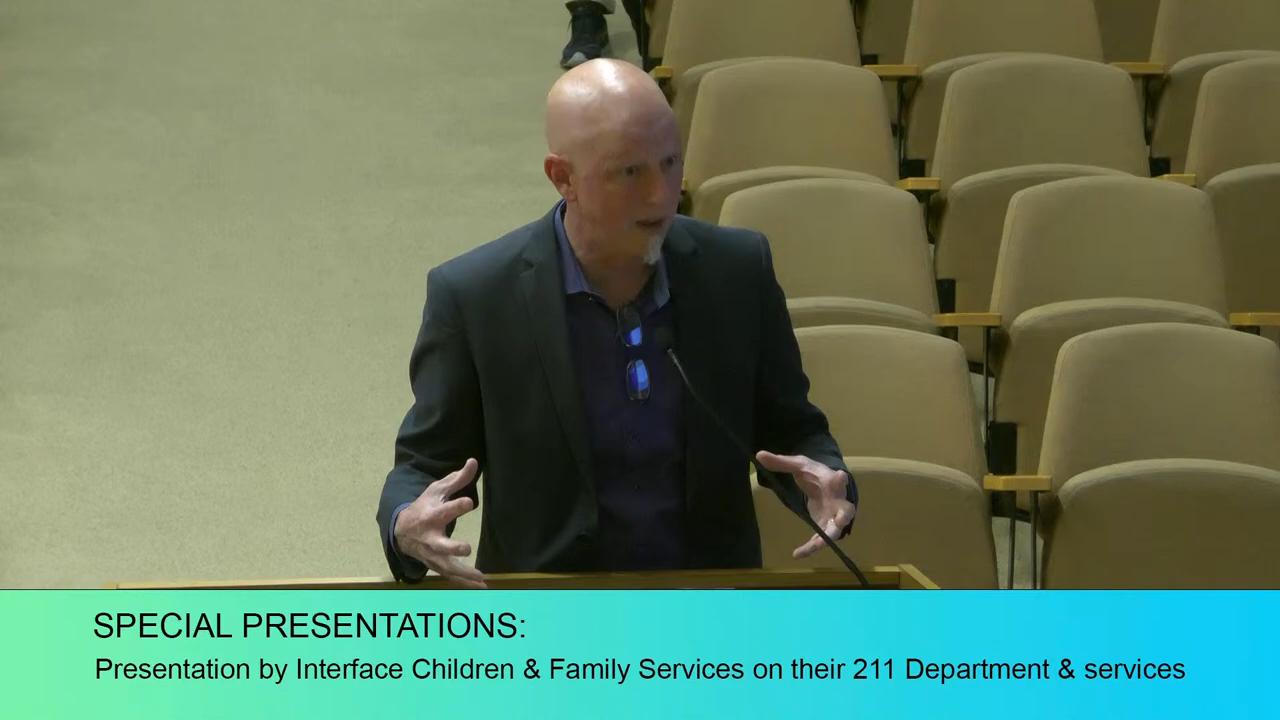 SPECIAL PRESENTATIONS:
Presentation by Interface Children & Family Services on their 211 Department & services